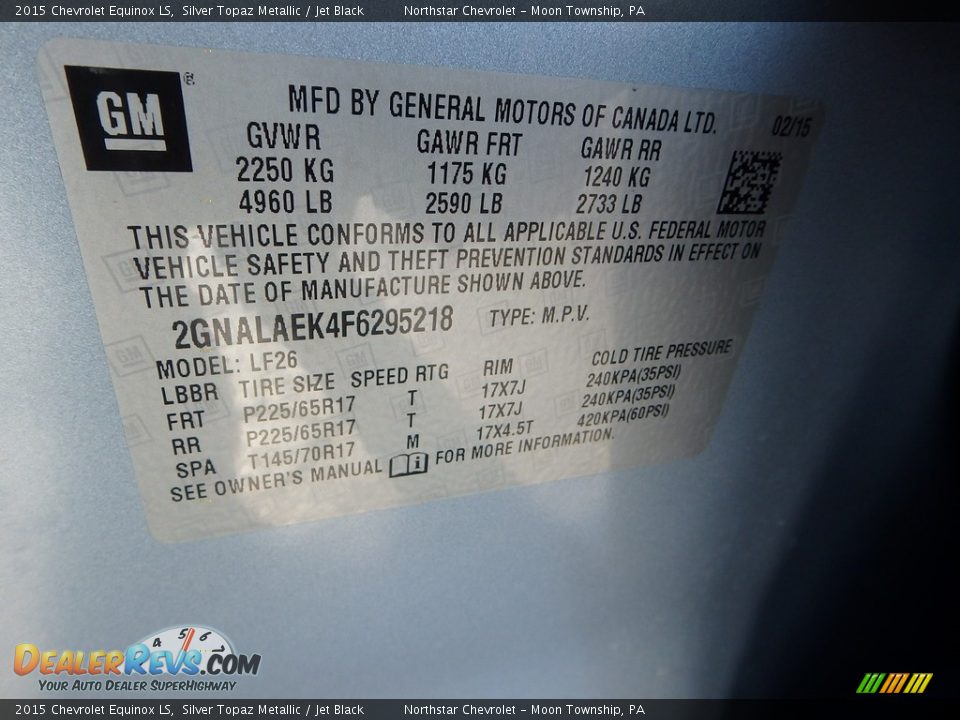 2015 Chevrolet Equinox LS, Silver Topaz Metallic / Jet Black Northstar Chevrolet - Moon Township, PA
GM ®
MFD BY GENERAL MOTORS OF CANADA LTD. 02/15
GVWR GAWR FRT GAWR RR
2250 KG 1175 KG 1240 KG
4960 LB 2590 LB 2733 LB
THIS VEHICLE CONFORMS TO ALL APPLICABLE U.S. FEDERAL MOTOR
VEHICLE SAFETY AND THEFT PREVENTION STANDARDS IN EFFECT ON
THE DATE OF MANUFACTURE SHOWN ABOVE.
2GNALAEK4F6295218 TYPE: M.P.V.
MODEL: LF26
LBBR TIRE SIZE SPEED RTG RIM COLD TIRE PRESSURE
FRT P225/65R17 T 17X7J 240KPA(35PSI)
RR P225/65R17 T 17X7J 240KPA(35PSI)
SPA T145/70R17 M 17X4.5T 420KPA(60PSI)
SEE OWNER'S MANUAL i FOR MORE INFORMATION.
4 5 6
DEALERREVS.COM
YOUR AUTO DEALER SUPERHIGHWAY
2015 Chevrolet Equinox LS, Silver Topaz Metallic / Jet Black Northstar Chevrolet - Moon Township, PA